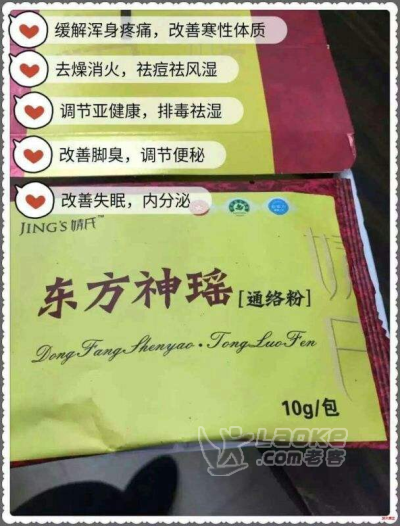 缓解浑身疼痛，改善寒性体质
去燥消火，祛痘祛风湿
调节亚健康，排毒祛湿
改善脚臭，调节便秘
改善失眠，内分泌
JING'S 婧氏™
东方神瑶[通络粉]
Dong Fang Shenyao · Tong Luo Fen
10g/包
Laoke
.com老客